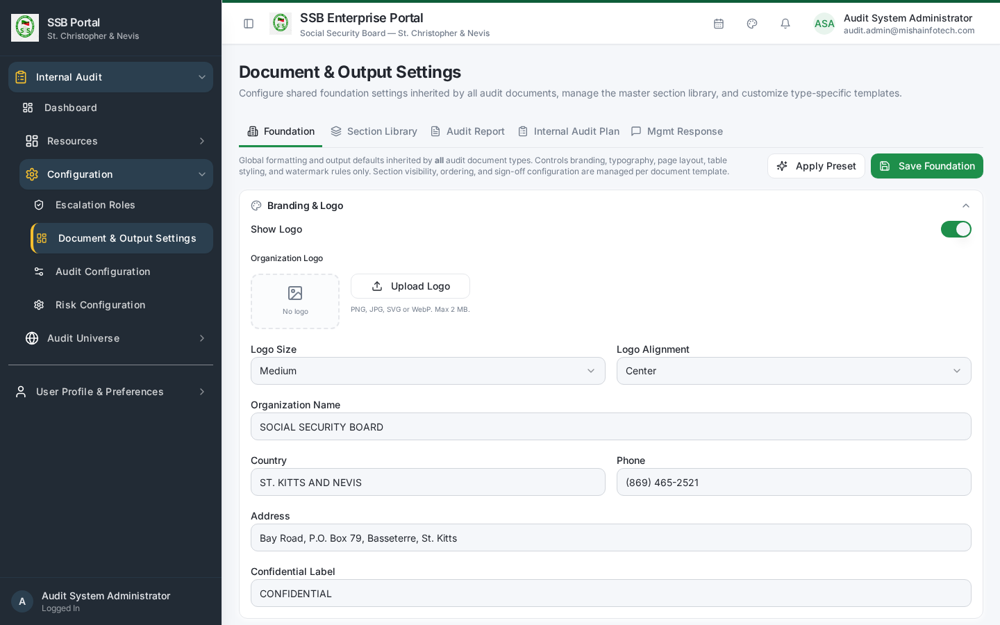 SSB Portal
St. Christopher & Nevis
Internal Audit
Dashboard
Resources
Configuration
Escalation Roles
Document & Output Settings
Audit Configuration
Risk Configuration
Audit Universe
User Profile & Preferences
A
Audit System Administrator
Logged In
SSB Enterprise Portal
Social Security Board — St. Christopher & Nevis
ASA
Audit System Administrator
audit.admin@mishainfotech.com
Document & Output Settings
Configure shared foundation settings inherited by all audit documents, manage the master section library, and customize type-specific templates.
Foundation
Section Library
Audit Report
Internal Audit Plan
Mgmt Response
Global formatting and output defaults inherited by all audit document types. Controls branding, typography, page layout, table
styling, and watermark rules only. Section visibility, ordering, and sign-off configuration are managed per document template.
Apply Preset
Save Foundation
Branding & Logo
Show Logo
Organization Logo
No logo
Upload Logo
PNG, JPG, SVG or WebP. Max 2 MB.
Logo Size
Medium
Logo Alignment
Center
Organization Name
SOCIAL SECURITY BOARD
Country
ST. KITTS AND NEVIS
Phone
(869) 465-2521
Address
Bay Road, P.O. Box 79, Basseterre, St. Kitts
Confidential Label
CONFIDENTIAL